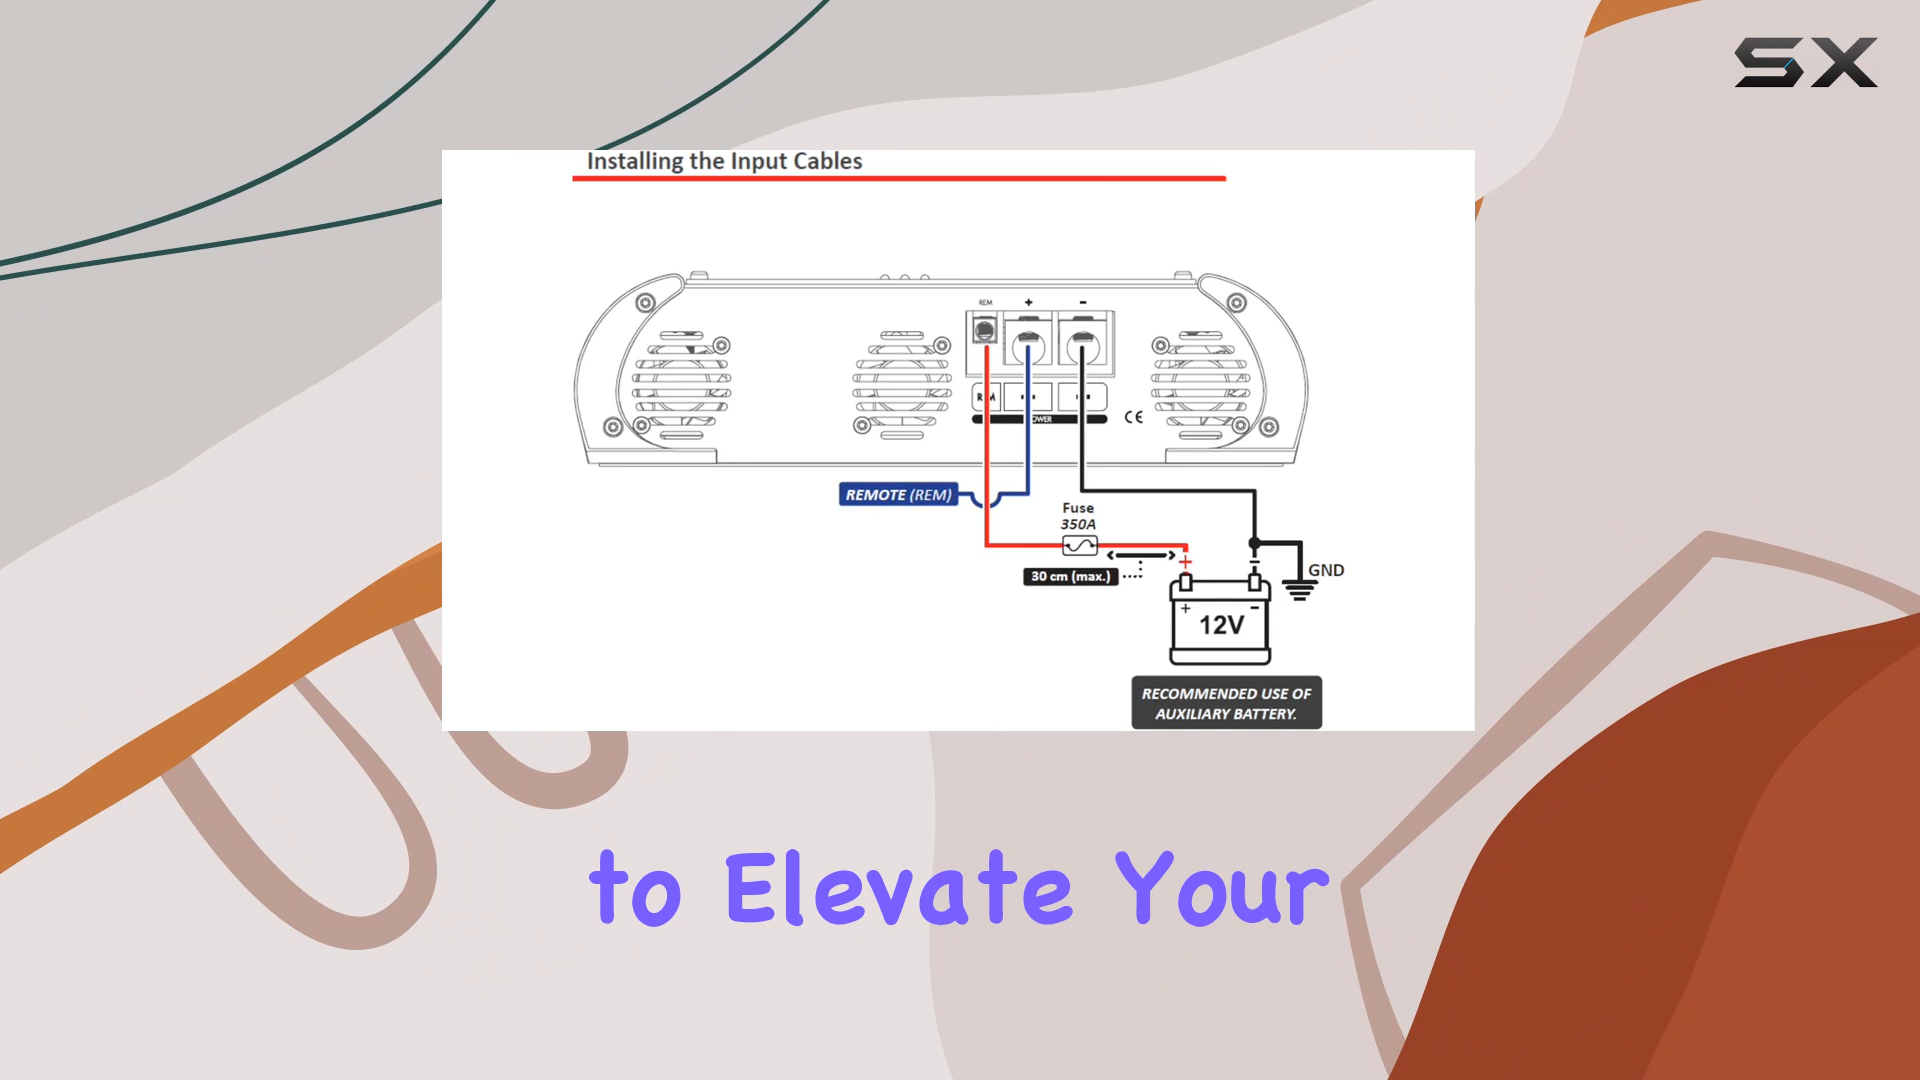 SX
Installing the Input Cables
REM + -
CE
REMOTE (REM)
Fuse
350A
30 cm (max.)
+ -
GND
+ -
12V
RECOMMENDED USE OF
AUXILIARY BATTERY.
to Elevate Your